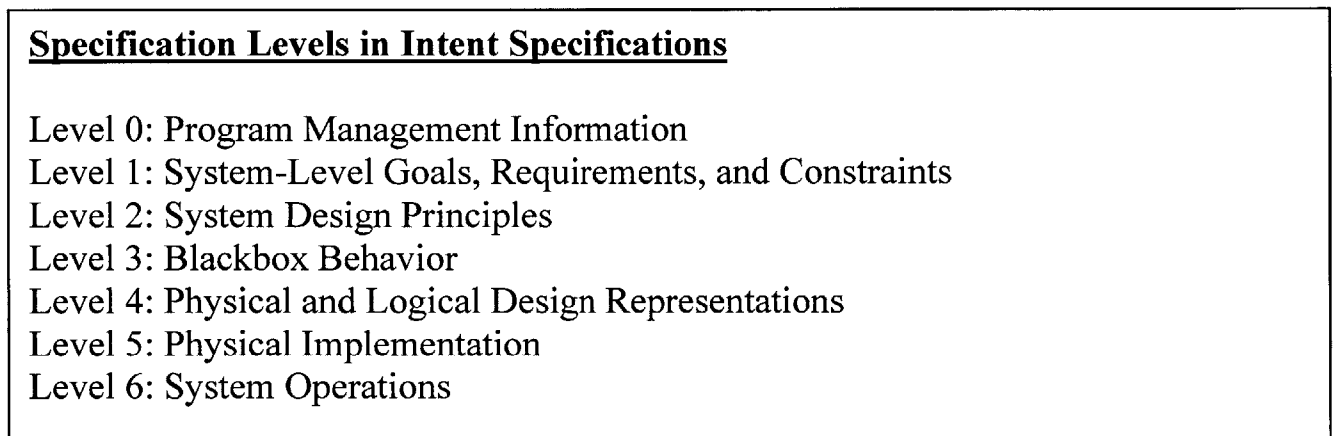 Specification Levels in Intent Specifications
Level 0: Program Management Information
Level 1: System-Level Goals, Requirements, and Constraints
Level 2: System Design Principles
Level 3: Blackbox Behavior
Level 4: Physical and Logical Design Representations
Level 5: Physical Implementation
Level 6: System Operations